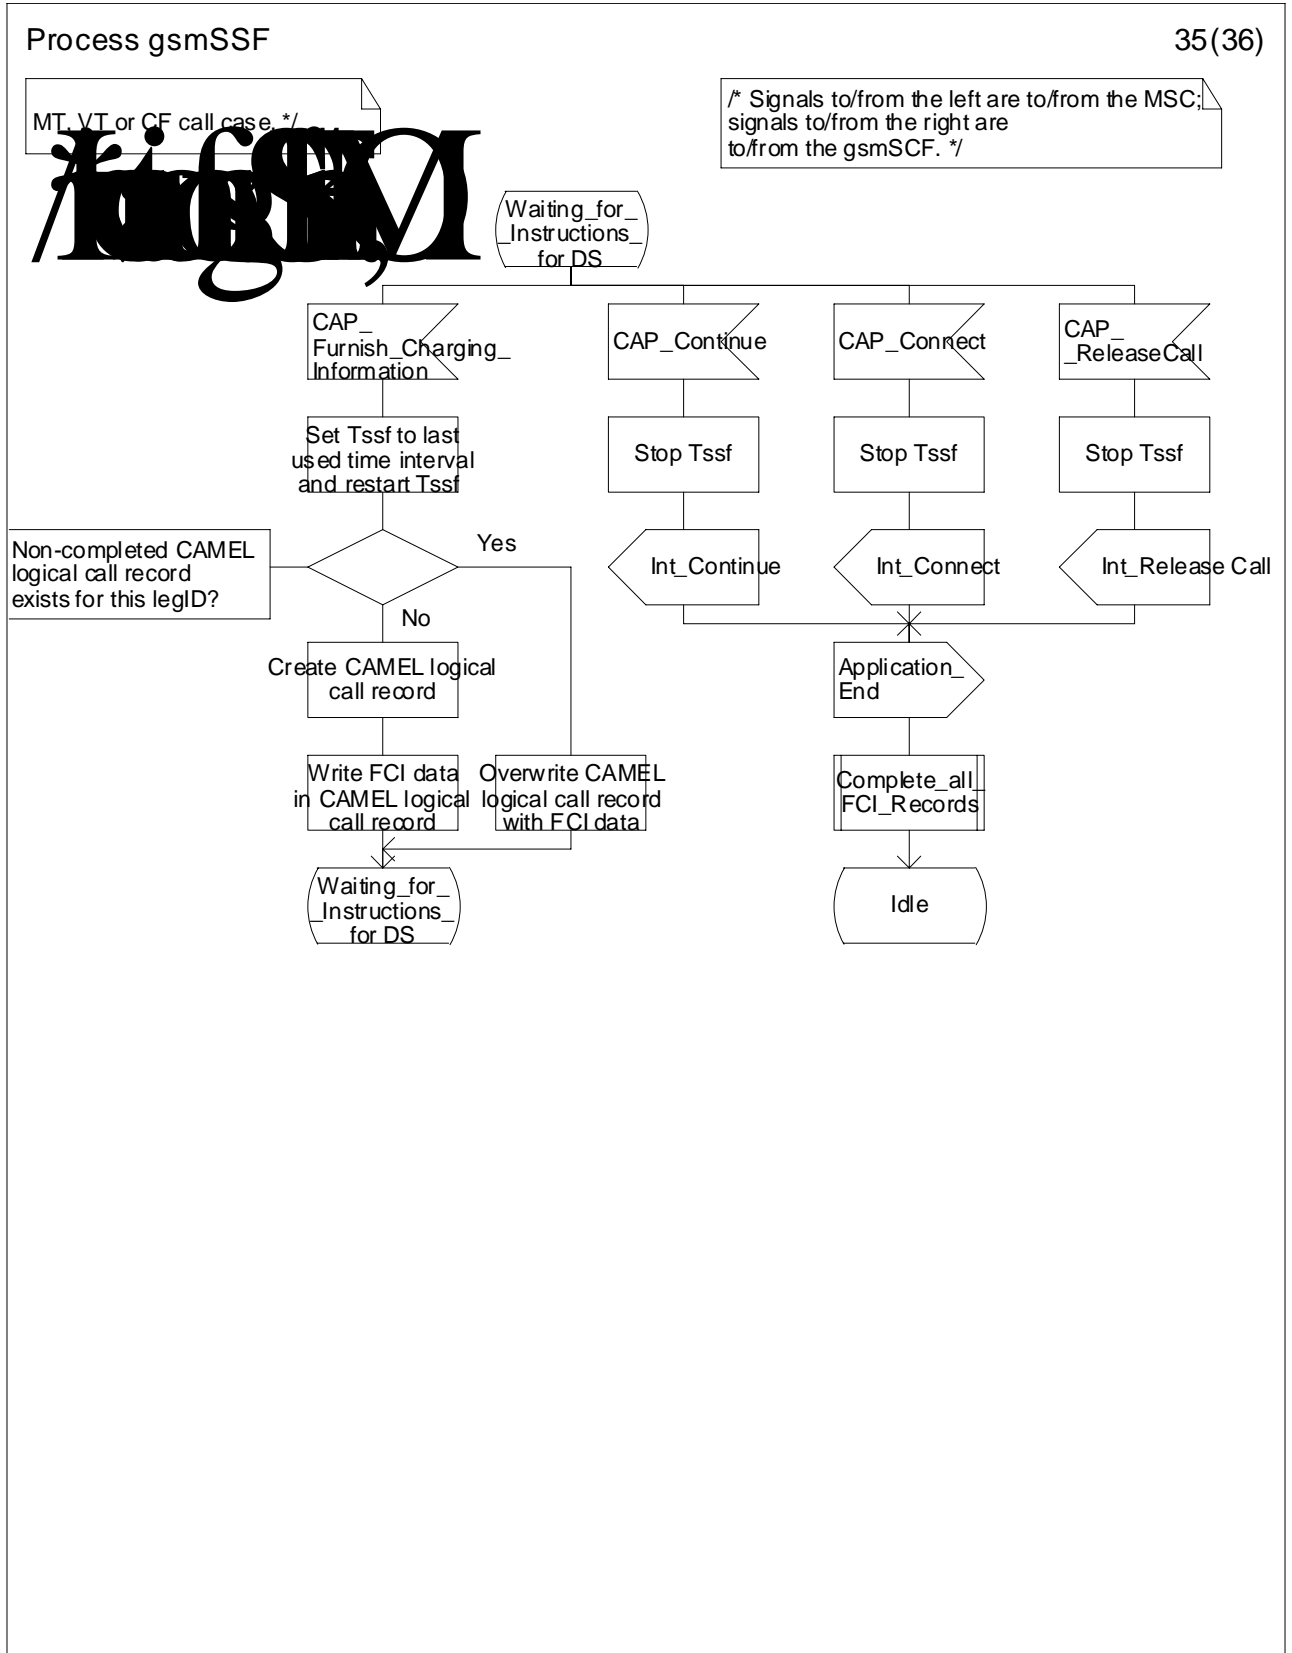 Process gsmSSF
35(36)
MT, VT or CF call case. */
/* Signals to/from the left are to/from the MSC;
signals to/from the right are
to/from the gsmSCF. */
Waiting_for_
_Instructions_
for DS
CAP_
Furnish_Charging_
Information
CAP_Continue
CAP_Connect
CAP_
_ReleaseCall
Set Tssf to last
used time interval
and restart Tssf
Stop Tssf
Stop Tssf
Stop Tssf
Non-completed CAMEL
logical call record
exists for this legID?
Yes
No
Int_Continue
Int_Connect
Int_Release Call
Create CAMEL logical
call record
Application_
End
Write FCI data
in CAMEL logical
call record
Overwrite CAMEL
logical call record
with FCI data
Complete_all_
FCI_Records
Waiting_for_
_Instructions_
for DS
Idle